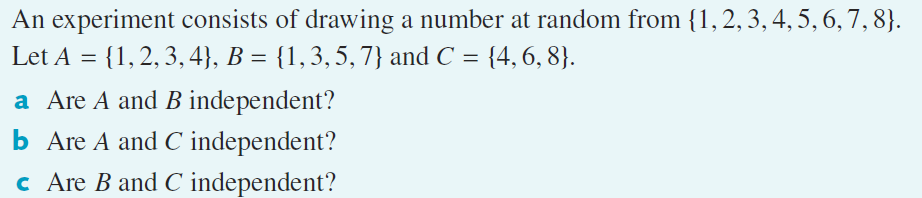 An experiment consists of drawing a number at random from {1, 2, 3, 4, 5, 6, 7, 8}.
Let A = {1, 2, 3, 4}, B = {1, 3, 5, 7} and C = {4, 6, 8}.
a Are A and B independent?
b Are A and C independent?
c Are B and C independent?